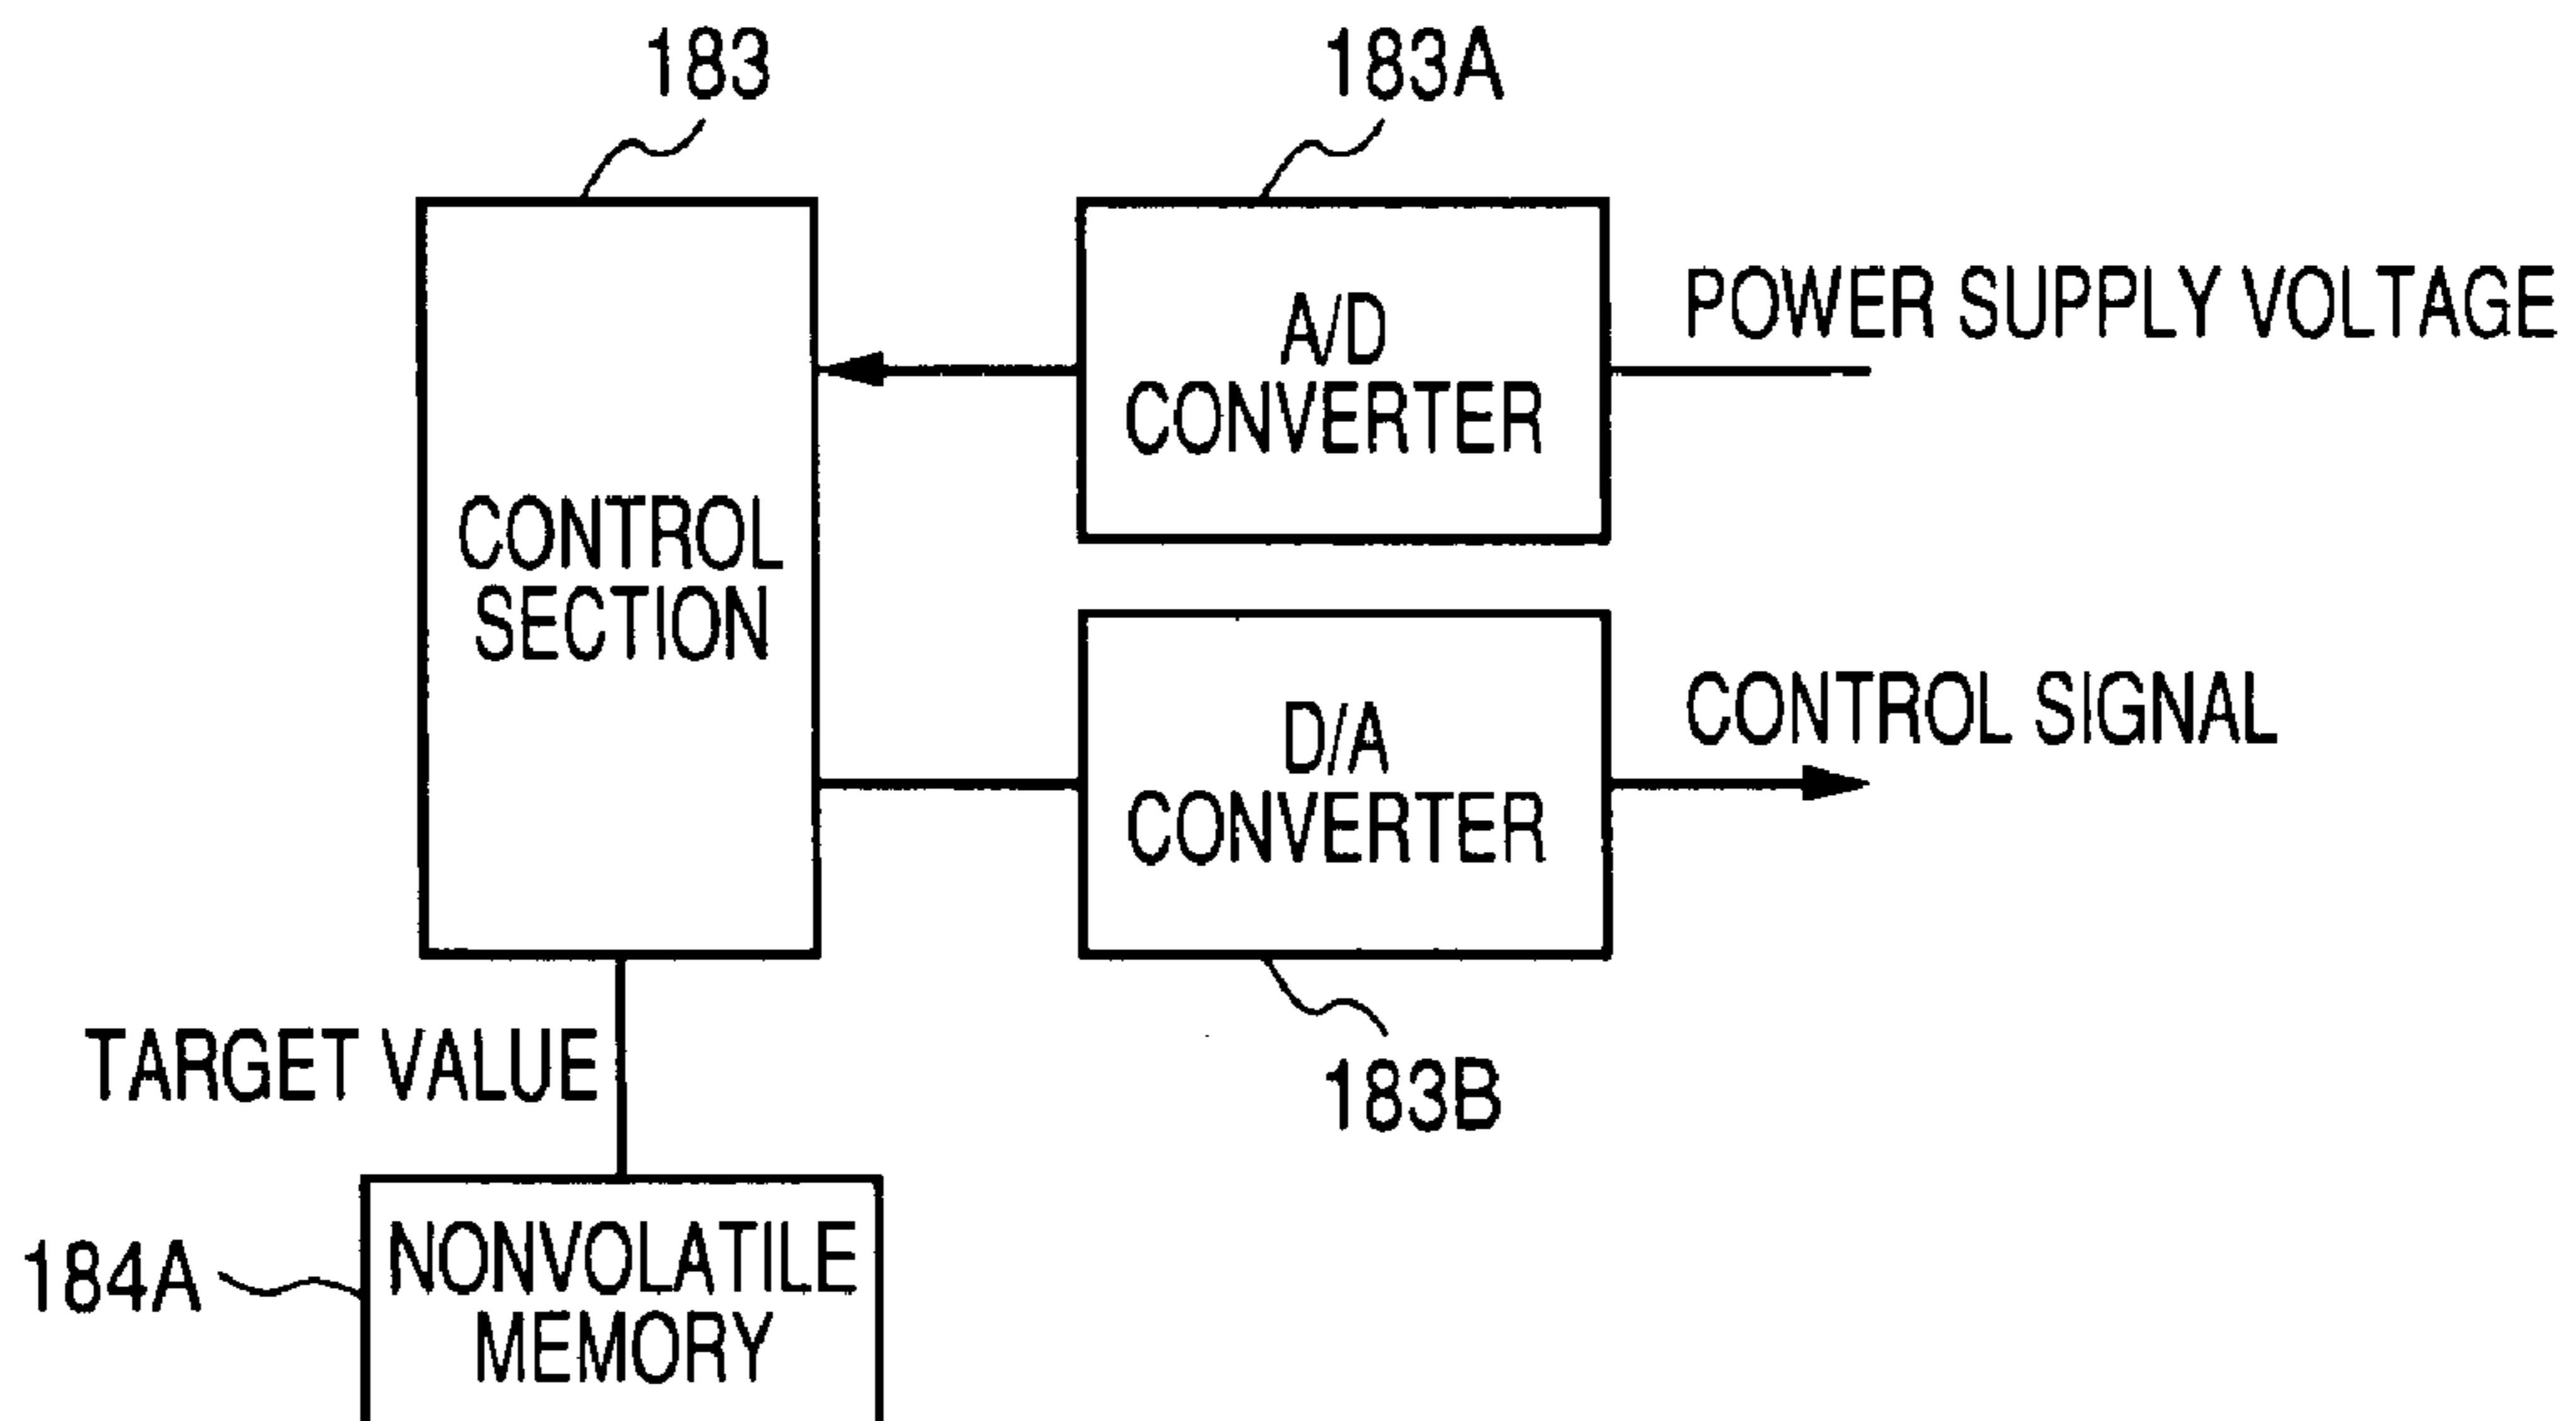 183
183A
A/D
CONVERTER
POWER SUPPLY VOLTAGE
CONTROL
SECTION
D/A
CONVERTER
CONTROL SIGNAL
TARGET VALUE
183B
184A
NONVOLATILE
MEMORY